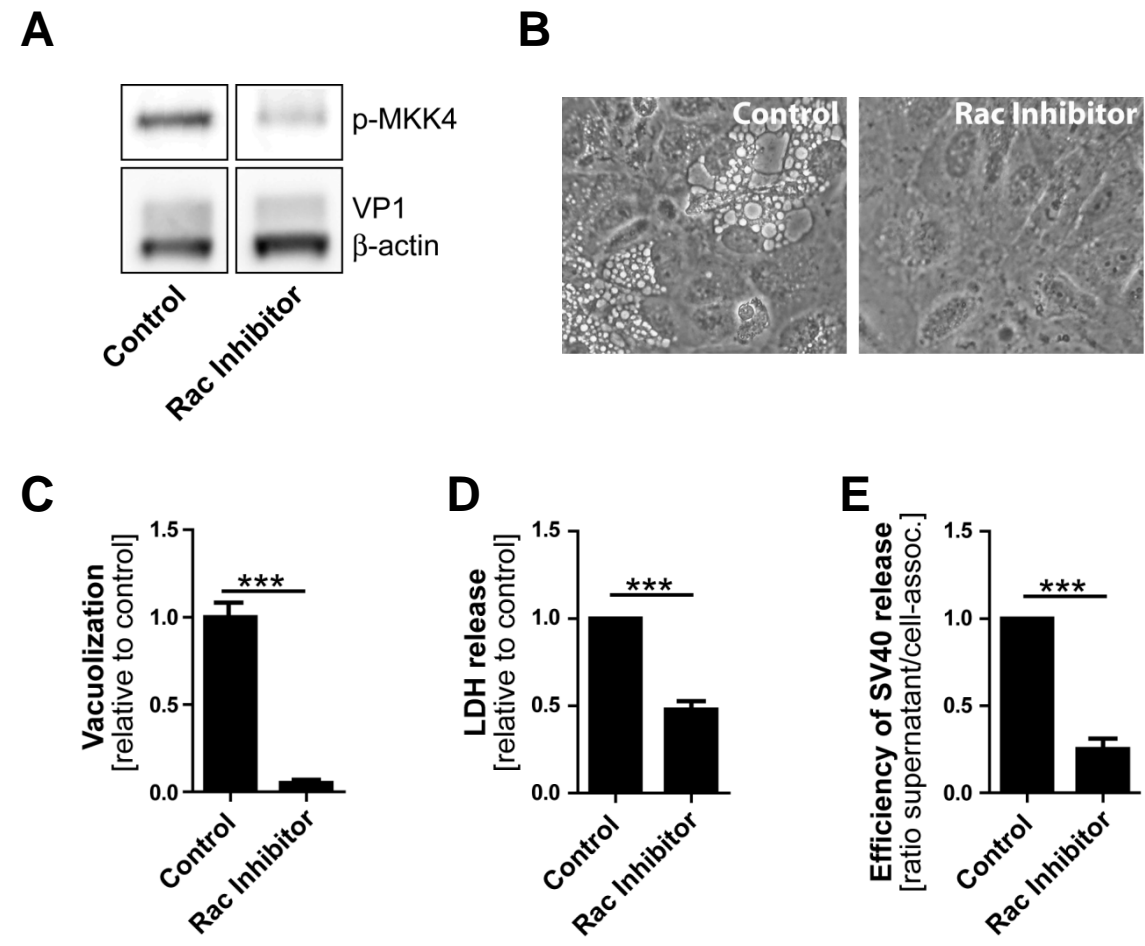 A
p-MKK4
VP1
β-actin
Control
Rac Inhibitor
B
Control
Rac Inhibitor
C
Vacuolization
[relative to control]
1.5
1.0
0.5
0.0
***
Control
Rac Inhibitor
D
LDH release
[relative to control]
1.5
1.0
0.5
0.0
***
Control
Rac Inhibitor
E
Efficiency of SV40 release
[ratio supernatant/cell-assoc.]
1.5
1.0
0.5
0.0
***
Control
Rac Inhibitor